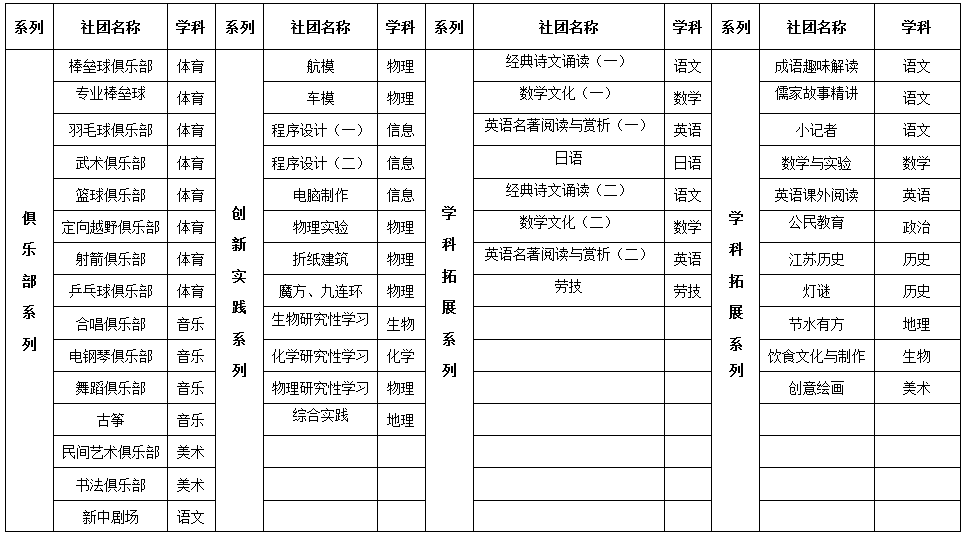 系列 社团名称 学科 系列 社团名称 学科 系列 社团名称 学科 系列 社团名称 学科
俱乐部系列 创新实践系列 学科拓展系列 学科拓展系列
棒垒球俱乐部 体育 航模 物理 经典诗文诵读（一） 语文 成语趣味解读 语文
专业棒垒球 体育 车模 物理 数学文化（一） 数学 儒家故事精讲 语文
羽毛球俱乐部 体育 程序设计（一） 信息 英语名著阅读与赏析（一） 英语 小记者 语文
武术俱乐部 体育 程序设计（二） 信息 日语 日语 数学与实验 数学
篮球俱乐部 体育 电脑制作 信息 经典诗文诵读（二） 语文 英语课外阅读 英语
定向越野俱乐部 体育 物理实验 物理 数学文化（二） 数学 公民教育 政治
射箭俱乐部 体育 折纸建筑 物理 英语名著阅读与赏析（二） 英语 江苏历史 历史
乒乓球俱乐部 体育 魔方、九连环 物理 劳技 劳技 灯谜 历史
合唱俱乐部 音乐 生物研究性学习 生物 节水有方 地理
电钢琴俱乐部 音乐 化学研究性学习 化学 饮食文化与制作 生物
舞蹈俱乐部 音乐 物理研究性学习 物理 创意绘画 美术
古筝 音乐 综合实践 地理
民间艺术俱乐部 美术
书法俱乐部 美术
新中剧场 语文